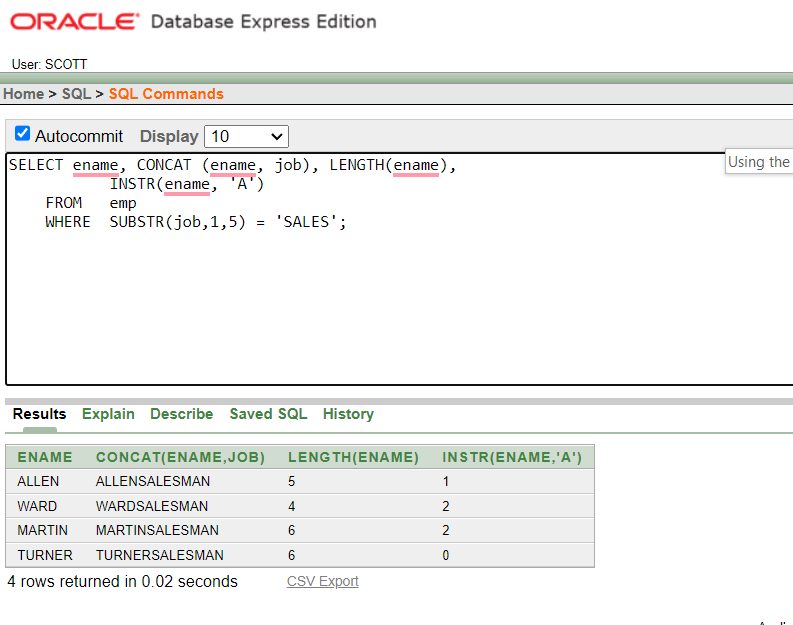 ORACLE® Database Express Edition
User: SCOTT
Home > SQL > SQL Commands
Autocommit Display 10
SELECT ename, CONCAT (ename, job), LENGTH(ename),
INSTR(ename, 'A')
FROM emp
WHERE SUBSTR(job,1,5) = 'SALES';
Using the
Results Explain Describe Saved SQL History
ENAME CONCAT(ENAME,JOB) LENGTH(ENAME) INSTR(ENAME,'A')
ALLEN ALLENSALESMAN 5 1
WARD WARDSALESMAN 4 2
MARTIN MARTINSALESMAN 6 2
TURNER TURNERSALESMAN 6 0
4 rows returned in 0.02 seconds CSV Export